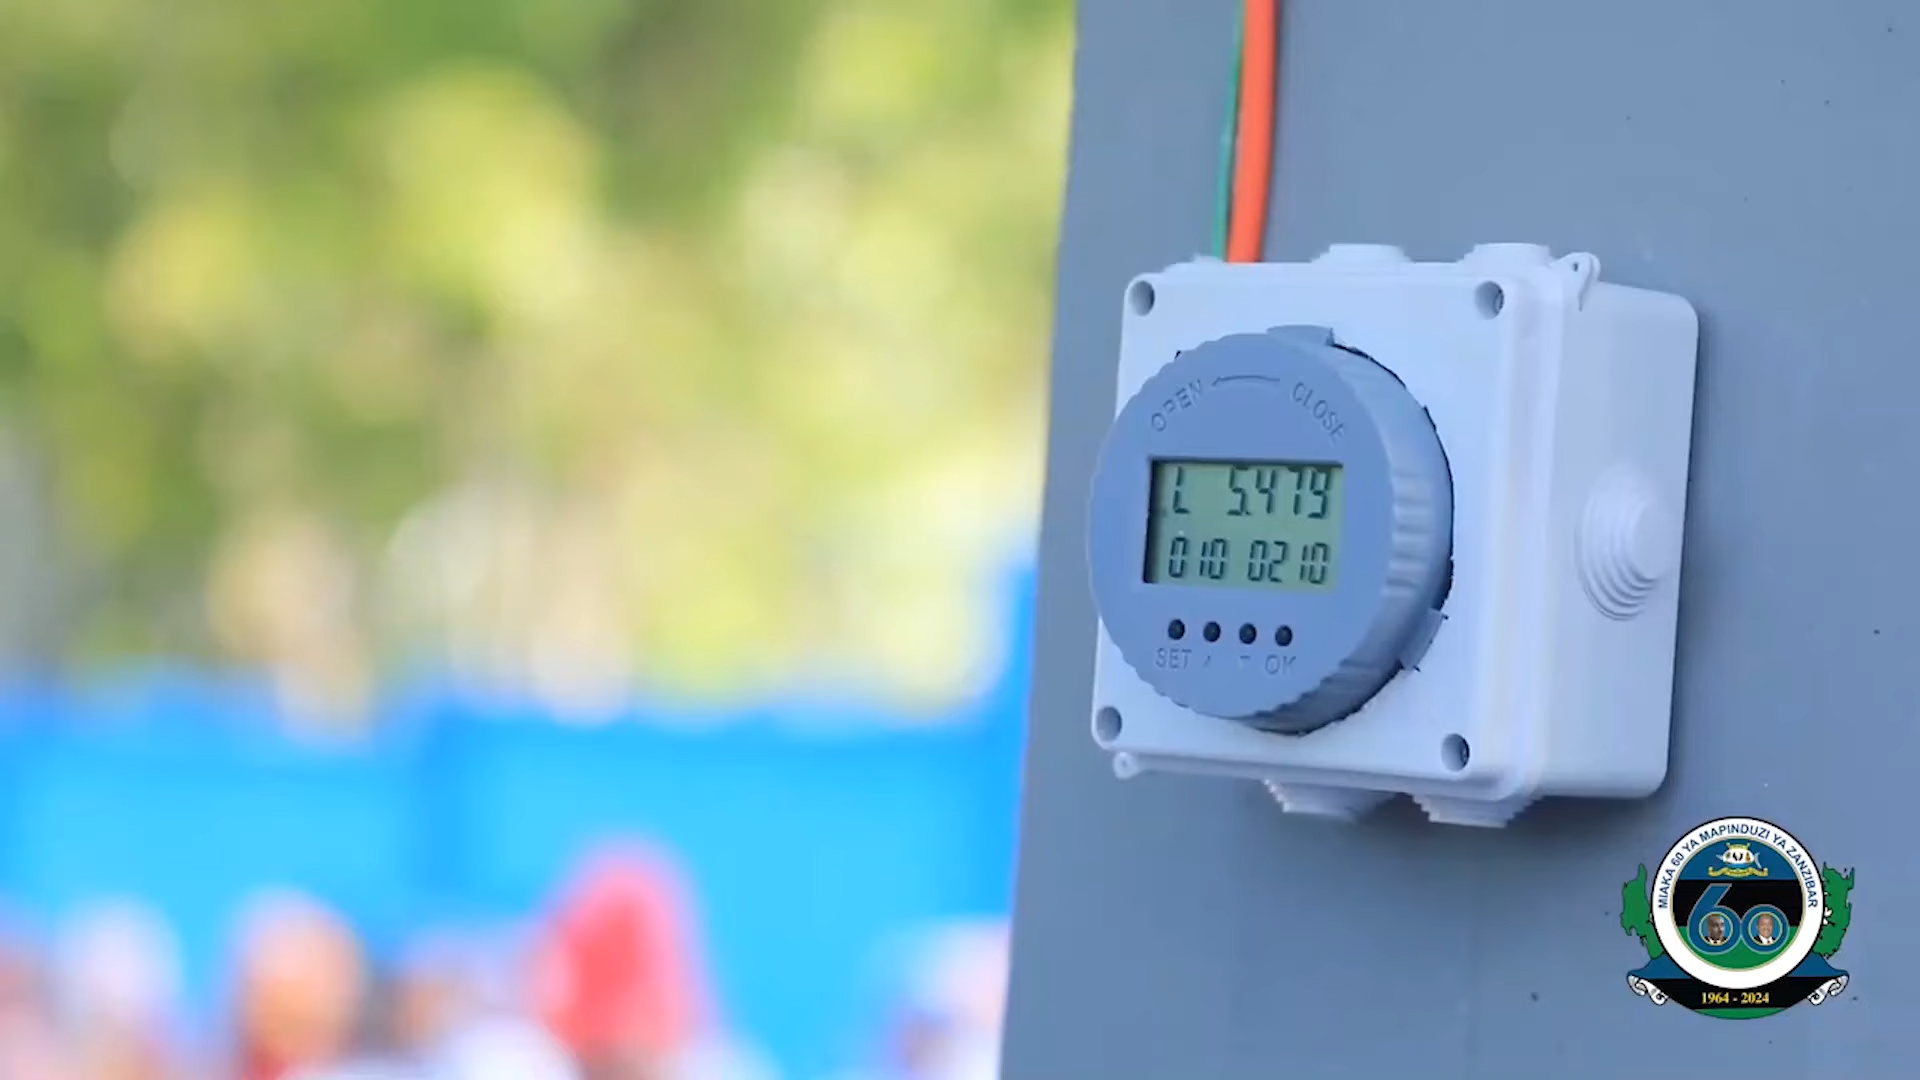 OPEN CLOSE
L 5.479
010 0210
SET OK
MIAKA 60 YA MAPINDUZI YA ZANZIBAR
60
1964 - 2024